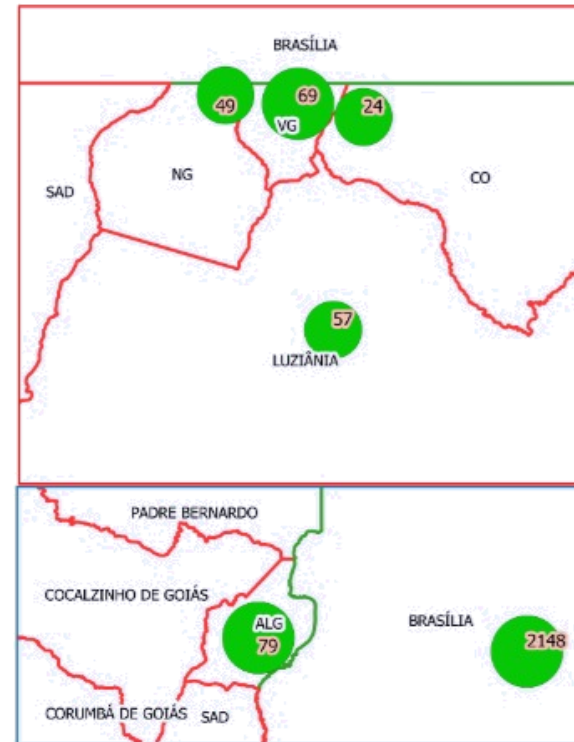 BRASÍLIA
49
69
24
VG
NG
CO
SAD
57
LUZIÂNIA
PADRE BERNARDO
COCALZINHO DE GOIÁS
ALG
BRASÍLIA
79
2148
CORUMBÁ DE GOIÁS
SAD